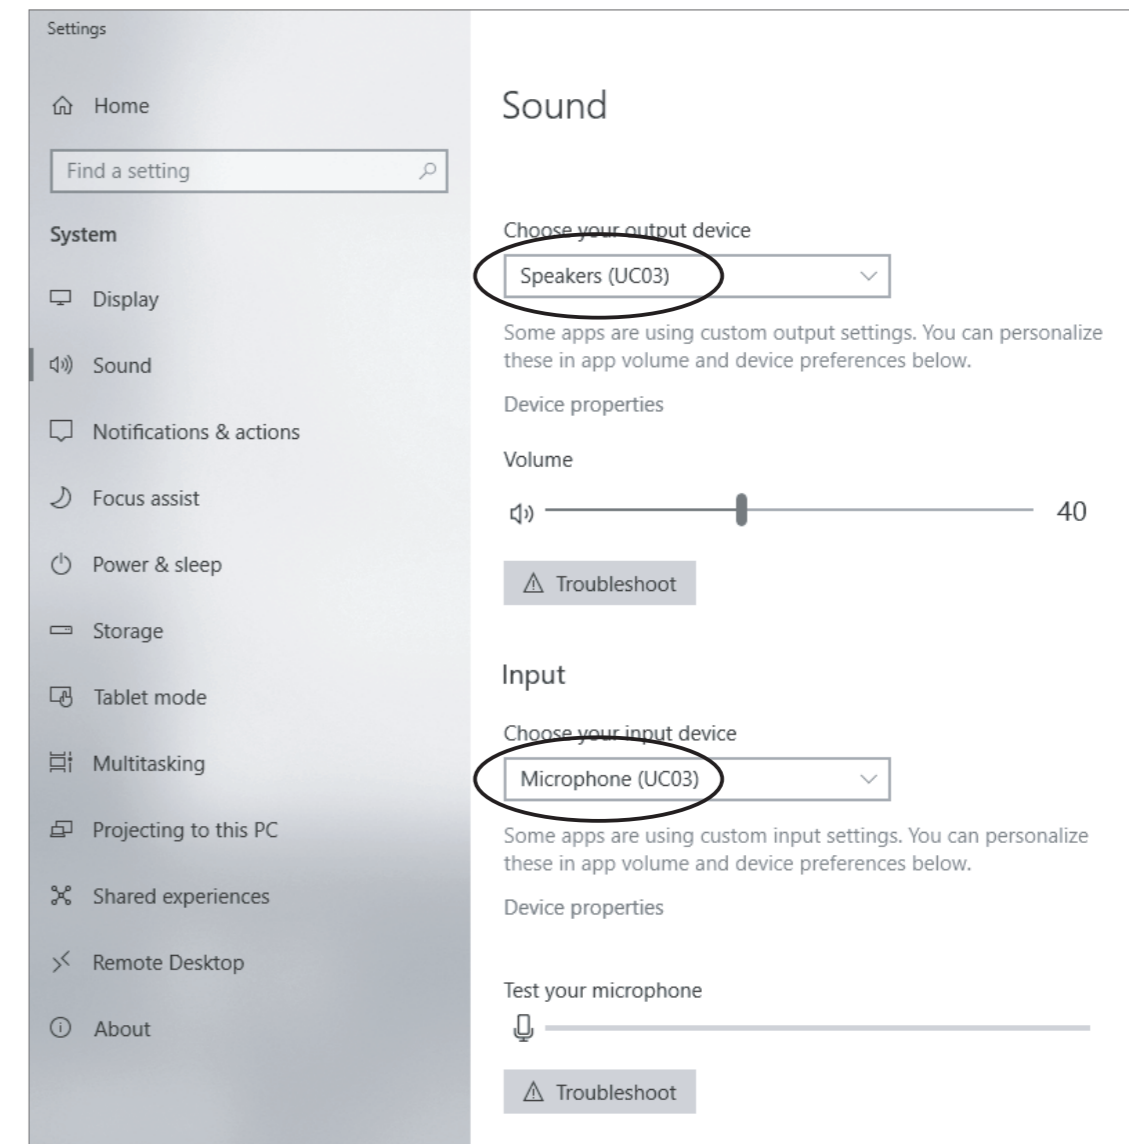 Settings
Home
Find a setting
System
Display
Sound
Notifications & actions
Focus assist
Power & sleep
Storage
Tablet mode
Multitasking
Projecting to this PC
Shared experiences
Remote Desktop
About
Sound
Choose your output device
Speakers (UC03)
Some apps are using custom output settings. You can personalize
these in app volume and device preferences below.
Device properties
Volume
40
Troubleshoot
Input
Choose your input device
Microphone (UC03)
Some apps are using custom input settings. You can personalize
these in app volume and device preferences below.
Device properties
Test your microphone
Troubleshoot